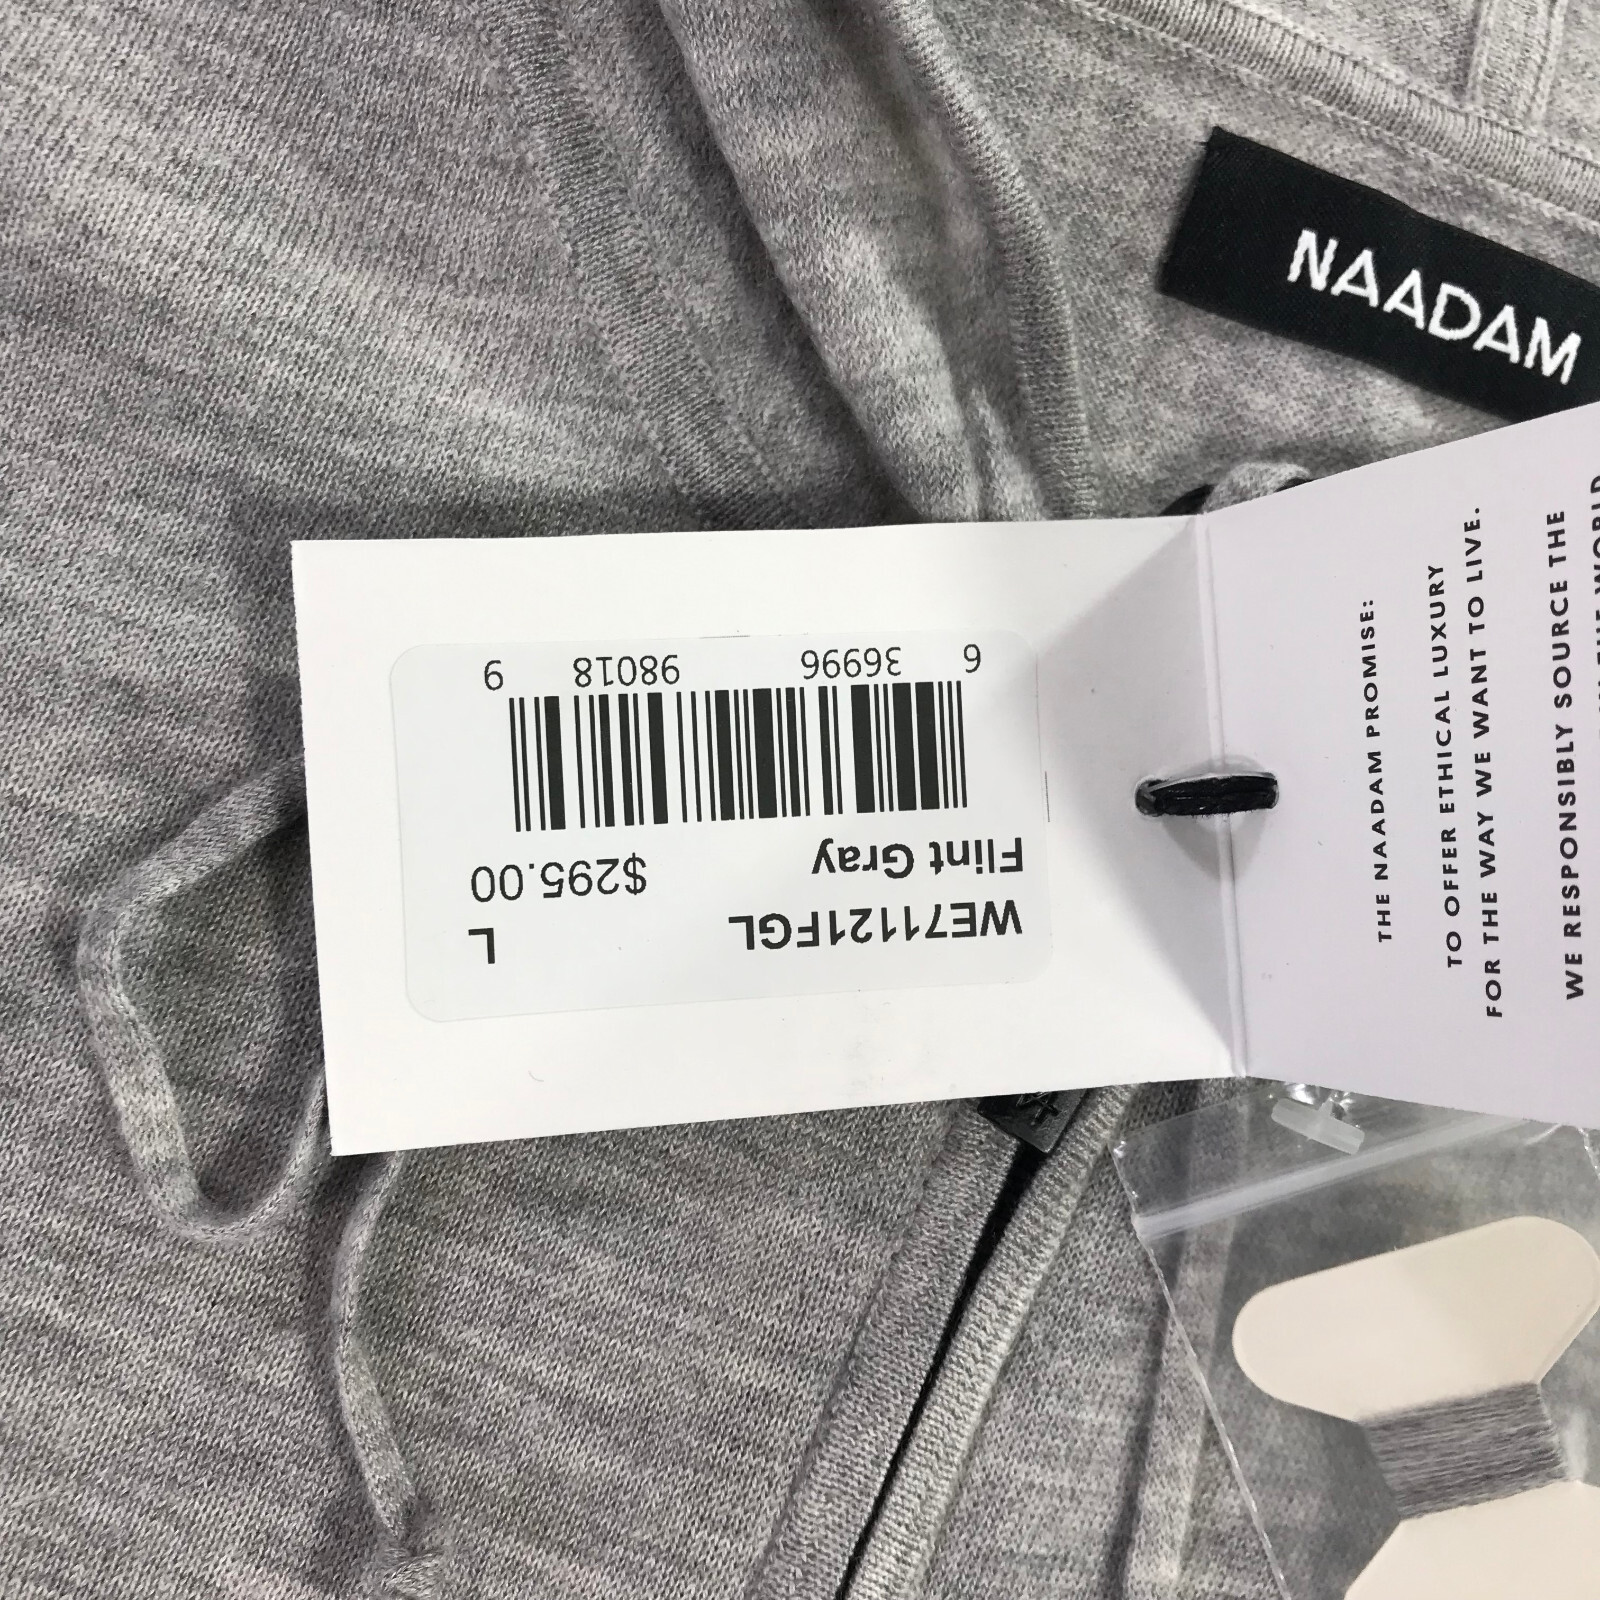 NAADAM
6 36996 98018 9
Flint Gray $295.00
WE71121FGL L
THE NAADAM PROMISE:
TO OFFER ETHICAL LUXURY
FOR THE WAY WE WANT TO LIVE.
WE RESPONSIBLY SOURCE THE